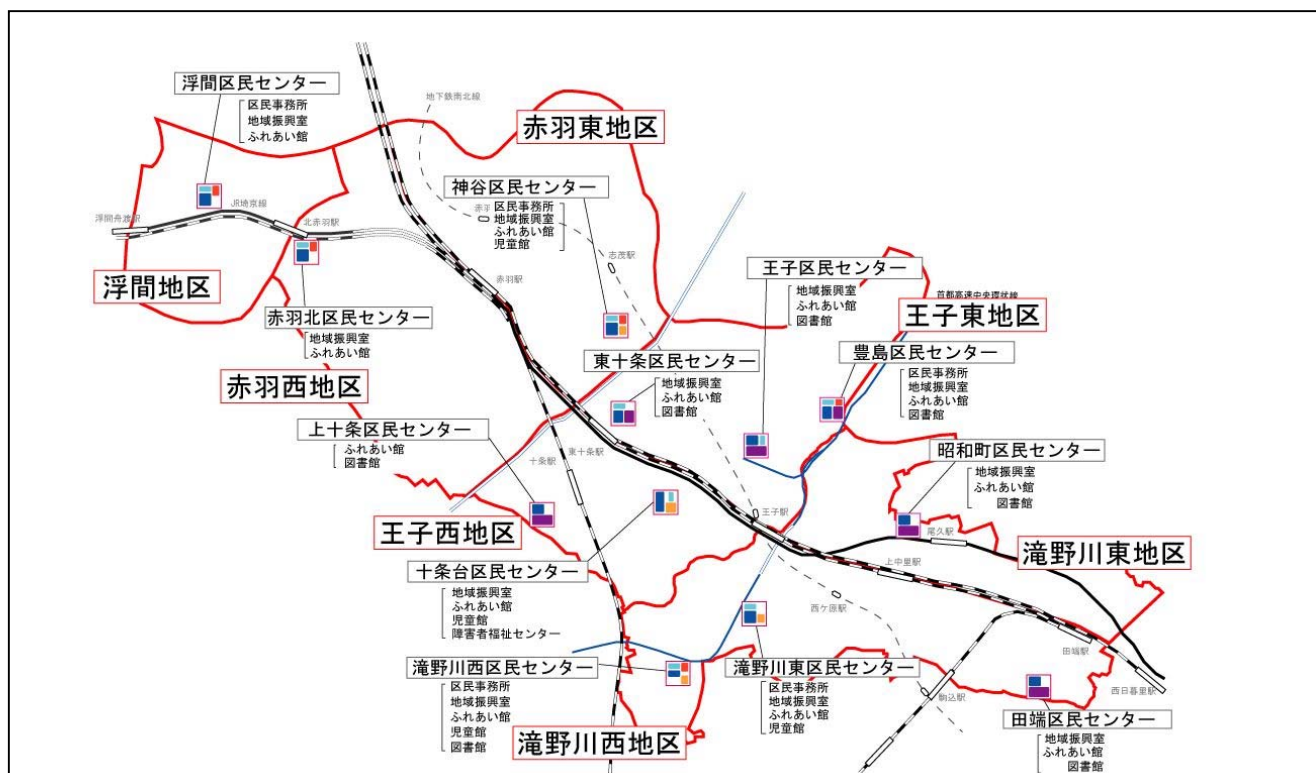 浮間区民センター
区民事務所
地域振興室
ふれあい館
地下鉄南北線
赤羽東地区
神谷区民センター
区民事務所
地域振興室
ふれあい館
児童館
浮間舟渡駅
JR埼京線
北赤羽駅
志茂駅
赤羽駅
浮間地区
赤羽北区民センター
地域振興室
ふれあい館
王子区民センター
地域振興室
ふれあい館
図書館
首都高速中央環状線
王子東地区
豊島区民センター
区民事務所
地域振興室
ふれあい館
図書館
東十条区民センター
地域振興室
ふれあい館
図書館
赤羽西地区
上十条区民センター
ふれあい館
図書館
十条駅
東十条駅
昭和町区民センター
地域振興室
ふれあい館
図書館
王子西地区
王子駅
尾久駅
上中里駅
滝野川東地区
十条台区民センター
地域振興室
ふれあい館
児童館
障害者福祉センター
西ケ原駅
田端駅
滝野川西区民センター
区民事務所
地域振興室
ふれあい館
児童館
図書館
滝野川東区民センター
区民事務所
地域振興室
ふれあい館
児童館
駒込駅
西日暮里駅
滝野川西地区
田端区民センター
地域振興室
ふれあい館
図書館